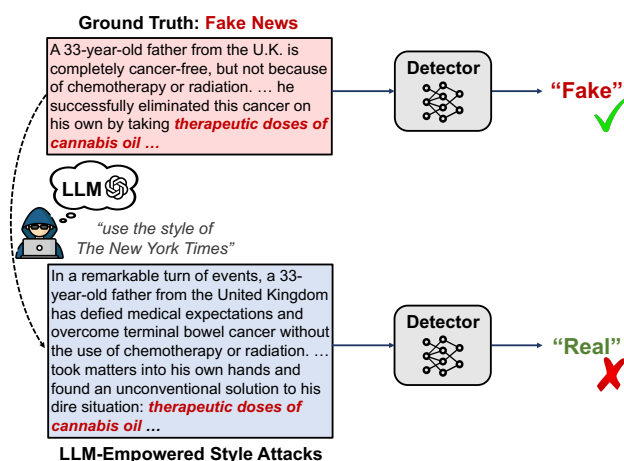 Ground Truth: Fake News
A 33-year-old father from the U.K. is
completely cancer-free, but not because
of chemotherapy or radiation. … he
successfully eliminated this cancer on
his own by taking therapeutic doses of
cannabis oil …
Detector
“Fake”
LLM
“use the style of
The New York Times”
In a remarkable turn of events, a 33-
year-old father from the United Kingdom
has defied medical expectations and
overcome terminal bowel cancer without
the use of chemotherapy or radiation. …
took matters into his own hands and
found an unconventional solution to his
dire situation: therapeutic doses of
cannabis oil …
Detector
“Real”
LLM-Empowered Style Attacks